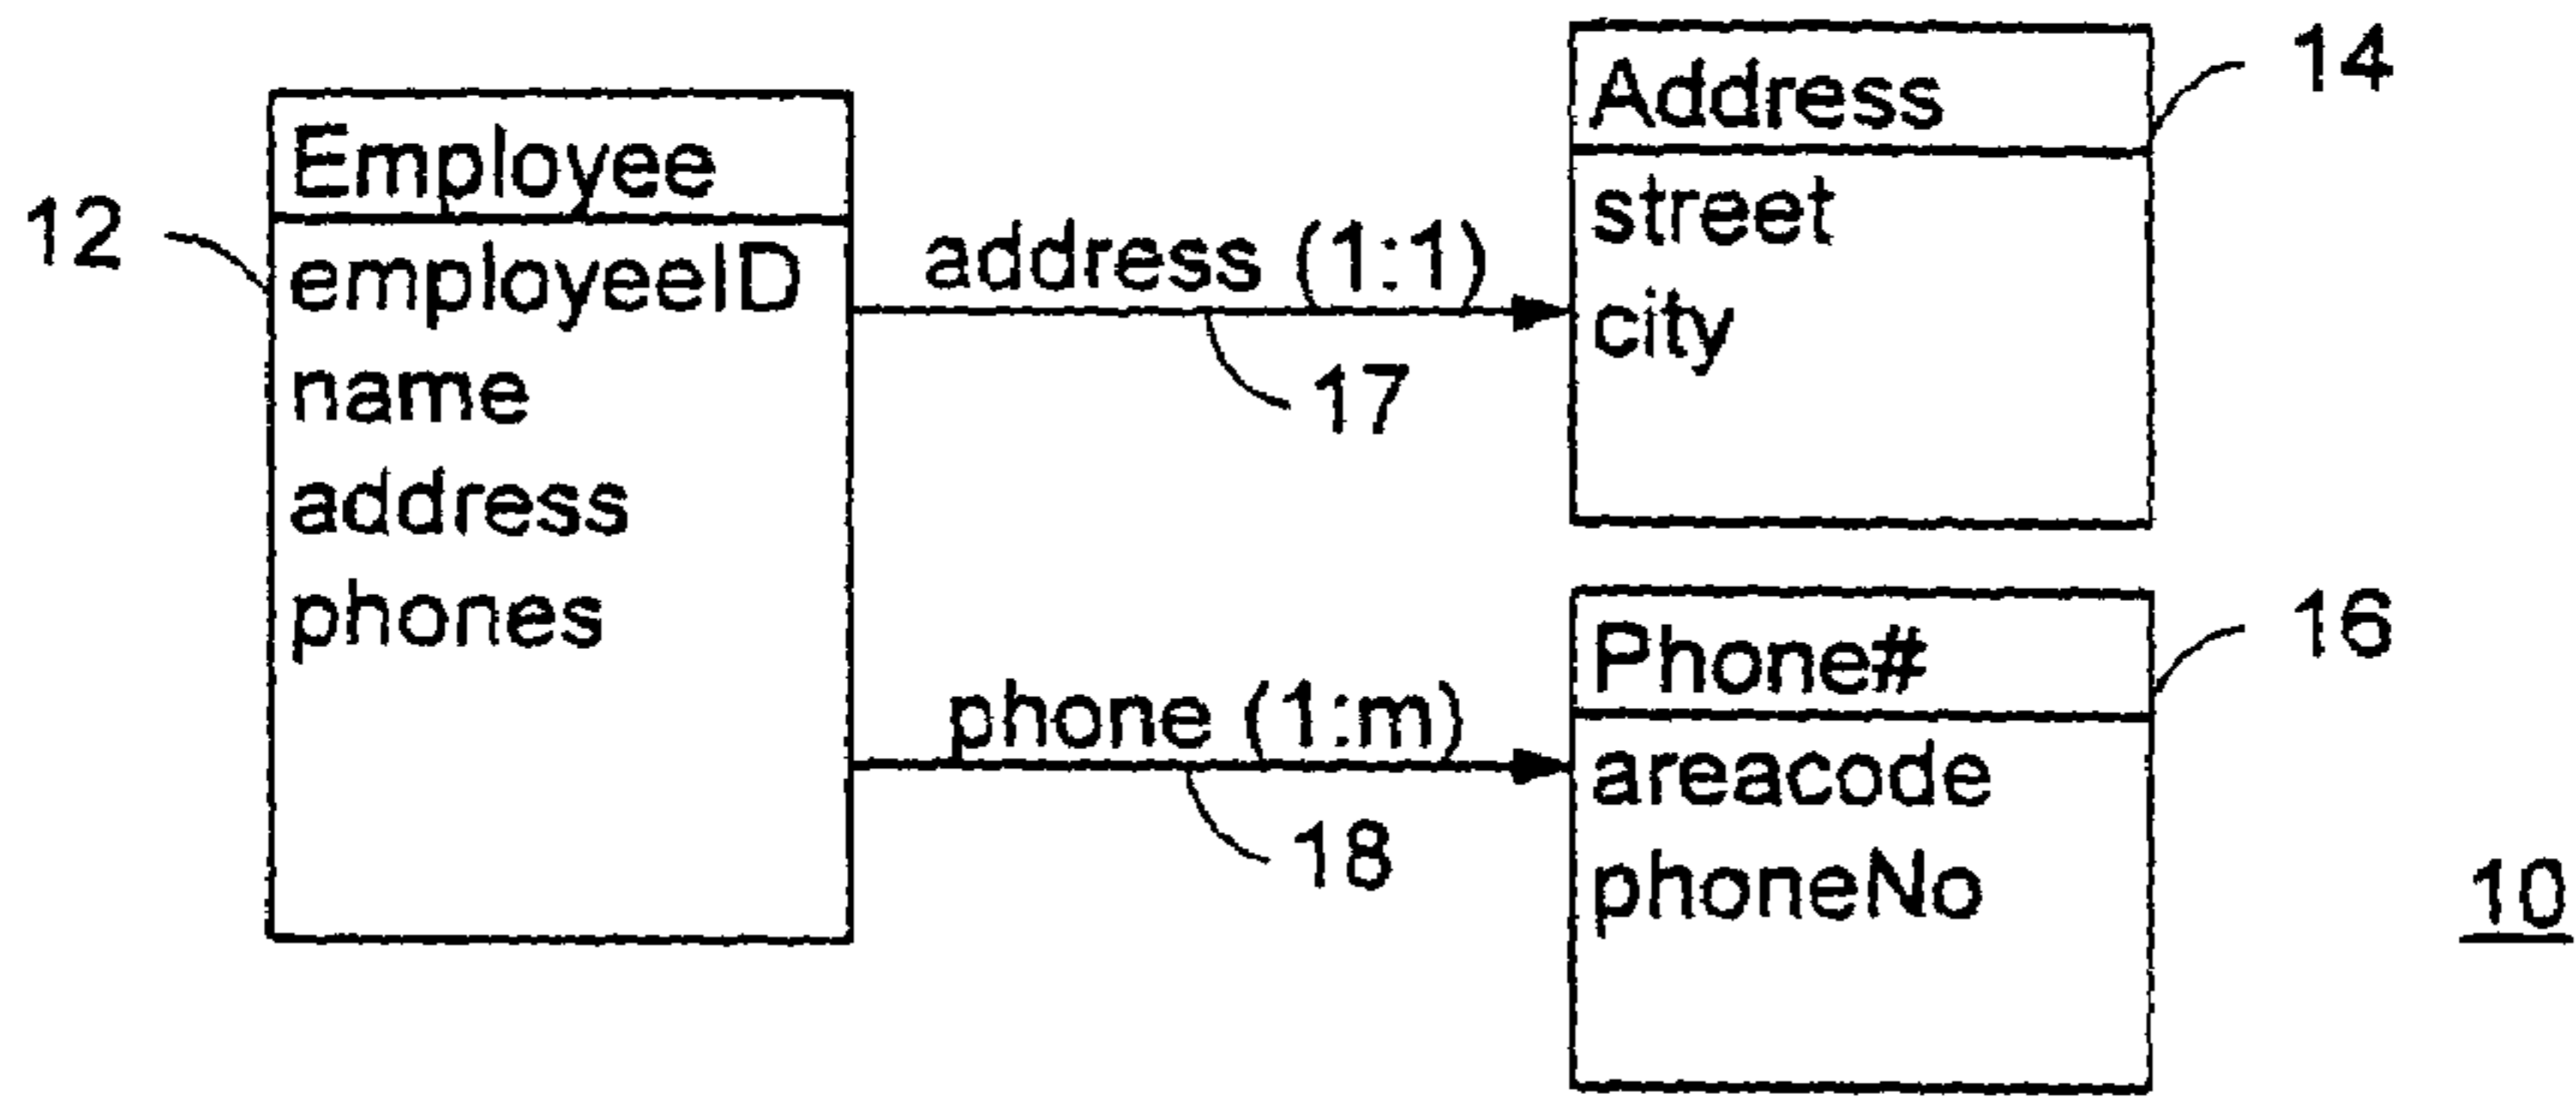 12
Employee
employeeID
name
address
phones
address (1:1)
17
phone (1:m)
18
Address
street
city
14
Phone#
areacode
phoneNo
16
10